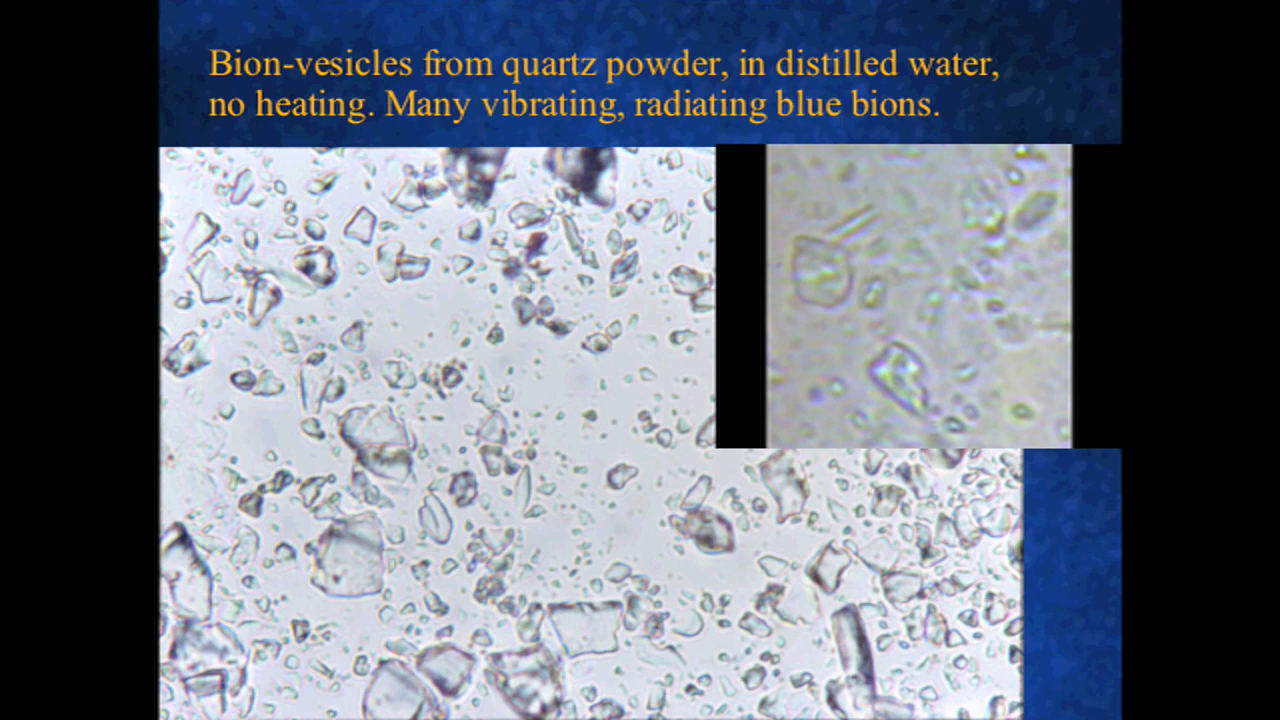 Bion-vesicles from quartz powder, in distilled water,
no heating. Many vibrating, radiating blue bions.